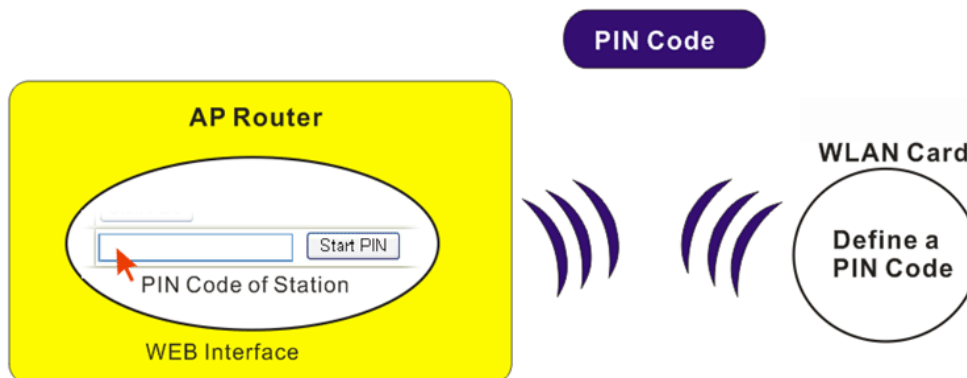 PIN Code
AP Router
Start PIN
PIN Code of Station
WEB Interface
WLAN Card
Define a
PIN Code